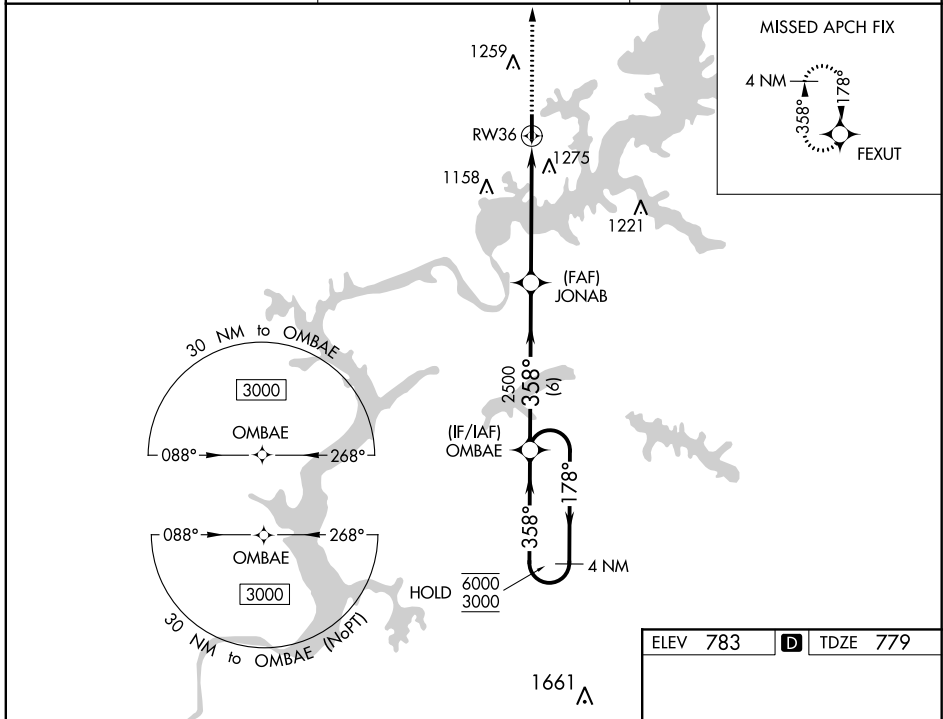 MISSED APCH FIX
4 NM
358°
178°
FEXUT
1259
RW36
1275
1158
1221
(FAF)
JONAB
30 NM to OMBAE
3000
OMBAE
088°
268°
2500
358°
(6)
(IF/IAF)
OMBAE
178°
358°
4 NM
HOLD
6000
3000
088°
268°
OMBAE
3000
30 NM to OMBAE (NoPT)
1661
ELEV 783 D TDZE 779